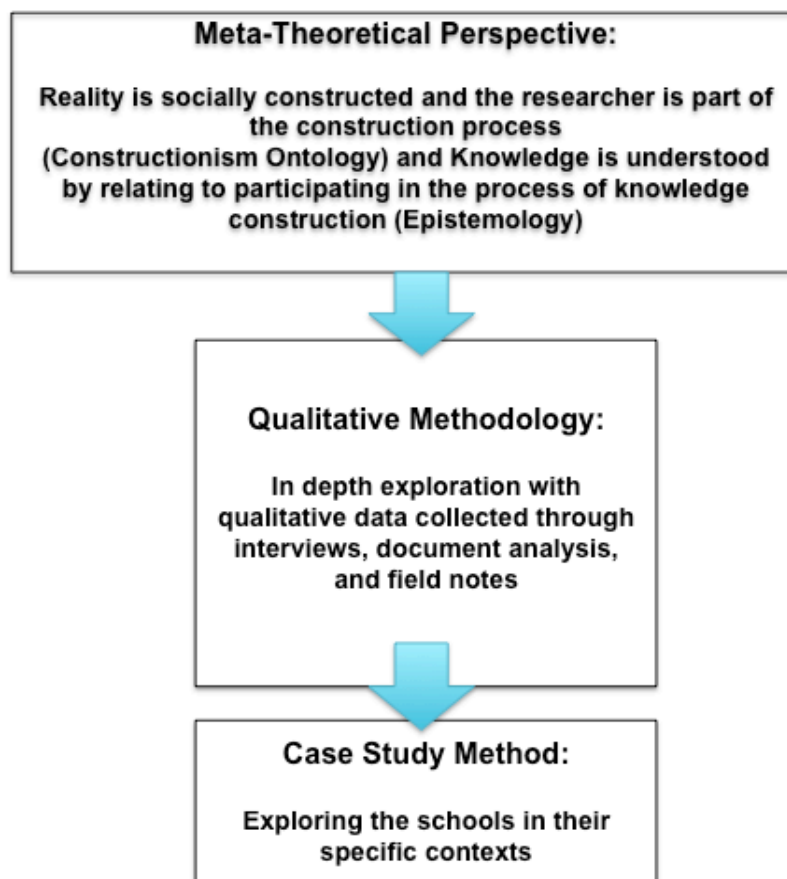 Meta-Theoretical Perspective:
Reality is socially constructed and the researcher is part of
the construction process
(Constructionism Ontology) and Knowledge is understood
by relating to participating in the process of knowledge
construction (Epistemology)
Qualitative Methodology:
In depth exploration with
qualitative data collected through
interviews, document analysis,
and field notes
Case Study Method:
Exploring the schools in their
specific contexts